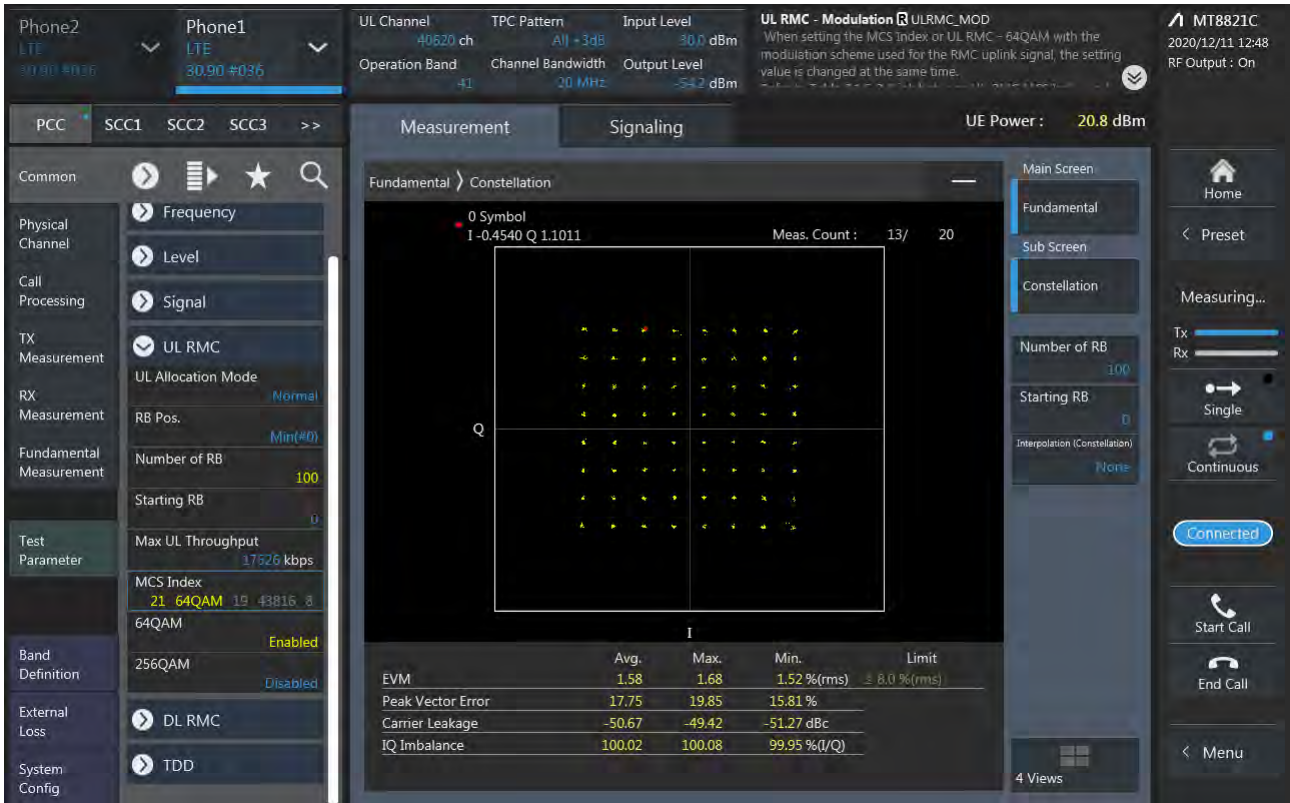 Phone2
LTE
30.90 #036
Phone1
LTE
30.90 #036
UL Channel
40620 ch
TPC Pattern
All +3dB
Input Level
30.0 dBm
Operation Band
41
Channel Bandwidth
20 MHz
Output Level
-54.2 dBm
UL RMC - Modulation R ULRMC_MOD
When setting the MCS Index or UL RMC - 64QAM with the
modulation scheme used for the RMC uplink signal, the setting
value is changed at the same time.
MT8821C
2020/12/11 12:48
RF Output : On
PCC SCC1 SCC2 SCC3 >>
Measurement
Signaling
UE Power : 20.8 dBm
Common
Physical
Channel
Call
Processing
TX
Measurement
RX
Measurement
Fundamental
Measurement
Test
Parameter
Band
Definition
External
Loss
System
Config
Frequency
Level
Signal
UL RMC
UL Allocation Mode
Normal
RB Pos.
Min(#0)
Number of RB
100
Starting RB
0
Max UL Throughput
17526 kbps
MCS Index
21 64QAM 19 43816 8
64QAM
Enabled
256QAM
Disabled
DL RMC
TDD
Fundamental > Constellation
0 Symbol
I -0.4540 Q 1.1011
Meas. Count : 13/ 20
Q
I
Avg. Max. Min. Limit
EVM 1.58 1.68 1.52 %(rms) ≤ 8.0 %(rms)
Peak Vector Error 17.75 19.85 15.81 %
Carrier Leakage -50.67 -49.42 -51.27 dBc
IQ Imbalance 100.02 100.08 99.95 %(I/Q)
Main Screen
Fundamental
Sub Screen
Constellation
Number of RB
100
Starting RB
0
Interpolation (Constellation)
None
4 Views
Home
< Preset
Measuring...
Tx
Rx
Single
Continuous
Connected
Start Call
End Call
< Menu